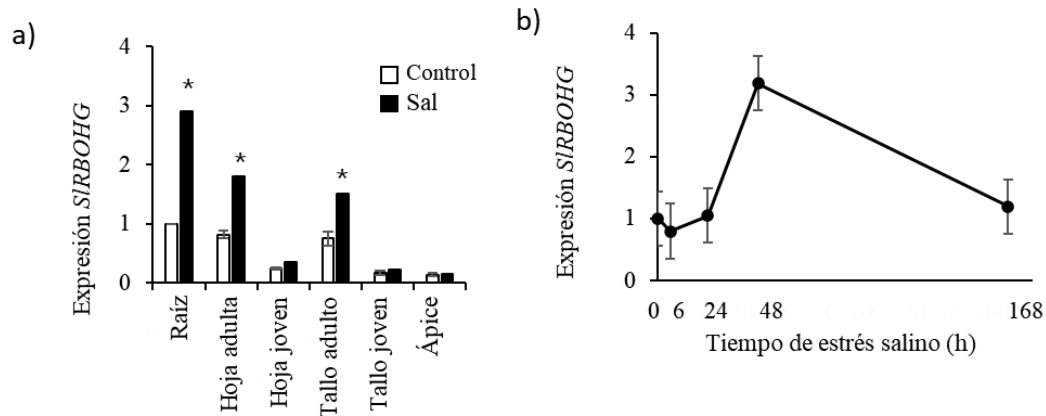 a)
Expresión SlRBOHG
4
3
2
1
0
Control
Sal
*
*
*
Raíz
Hoja adulta
Hoja joven
Tallo adulto
Tallo joven
Ápice
b)
Expresión SlRBOHG
4
3
2
1
0
0 6 24 48 168
Tiempo de estrés salino (h)